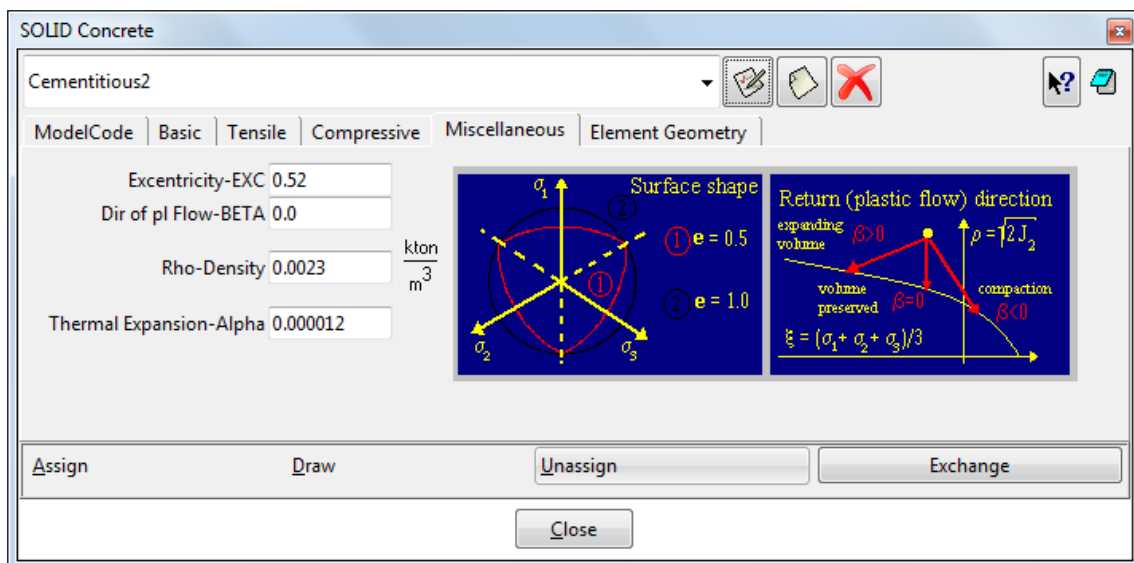 SOLID Concrete
Cementitious2
ModelCode Basic Tensile Compressive Miscellaneous Element Geometry
Excentricity-EXC 0.52
Dir of pl Flow-BETA 0.0
Rho-Density 0.0023 kton/m³
Thermal Expansion-Alpha 0.000012
σ1
Surface shape
2
1 e = 0.5
1
2 e = 1.0
σ2
σ3
Return (plastic flow) direction
expanding volume β>0
ρ = √2J2
volume preserved β=0
compaction β<0
ξ = (σ1+ σ2 + σ3)/3
Assign Draw Unassign Exchange
Close